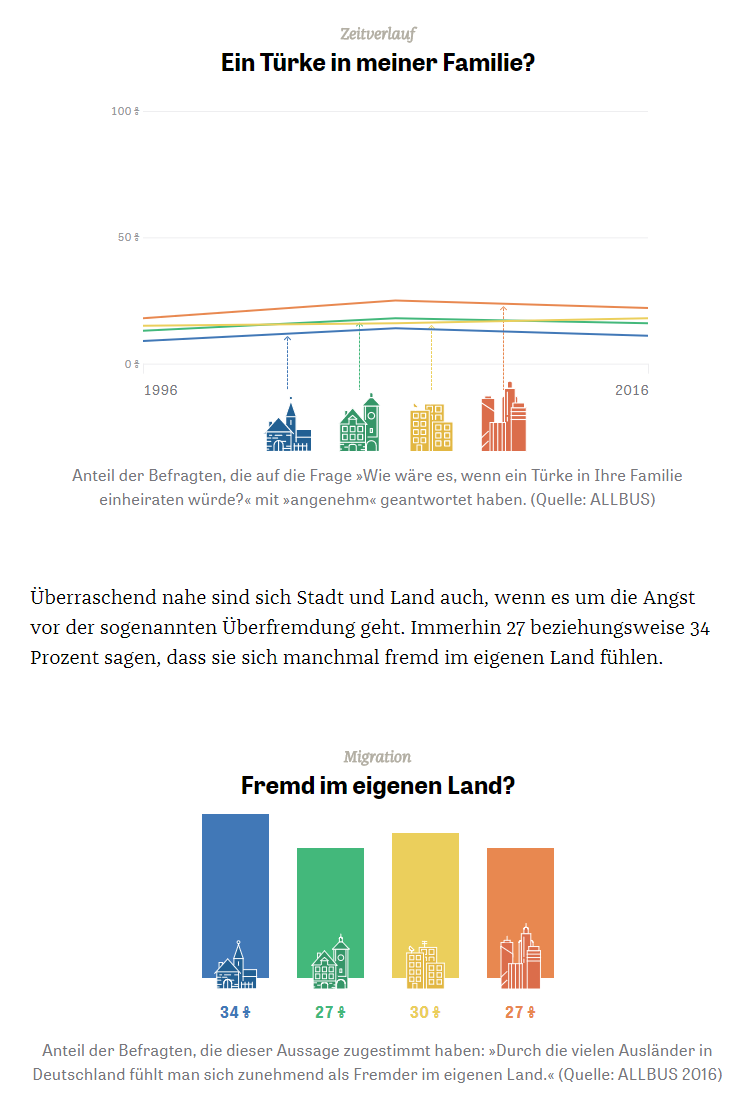 Zeitverlauf
Ein Türke in meiner Familie?
100 %
50 %
0 %
1996
2016
Anteil der Befragten, die auf die Frage »Wie wäre es, wenn ein Türke in Ihre Familie
einheiraten würde?« mit »angenehm« geantwortet haben. (Quelle: ALLBUS)
Überraschend nahe sind sich Stadt und Land auch, wenn es um die Angst
vor der sogenannten Überfremdung geht. Immerhin 27 beziehungsweise 34
Prozent sagen, dass sie sich manchmal fremd im eigenen Land fühlen.
Migration
Fremd im eigenen Land?
34 % 27 % 30 % 27 %
Anteil der Befragten, die dieser Aussage zugestimmt haben: »Durch die vielen Ausländer in
Deutschland fühlt man sich zunehmend als Fremder im eigenen Land.« (Quelle: ALLBUS 2016)